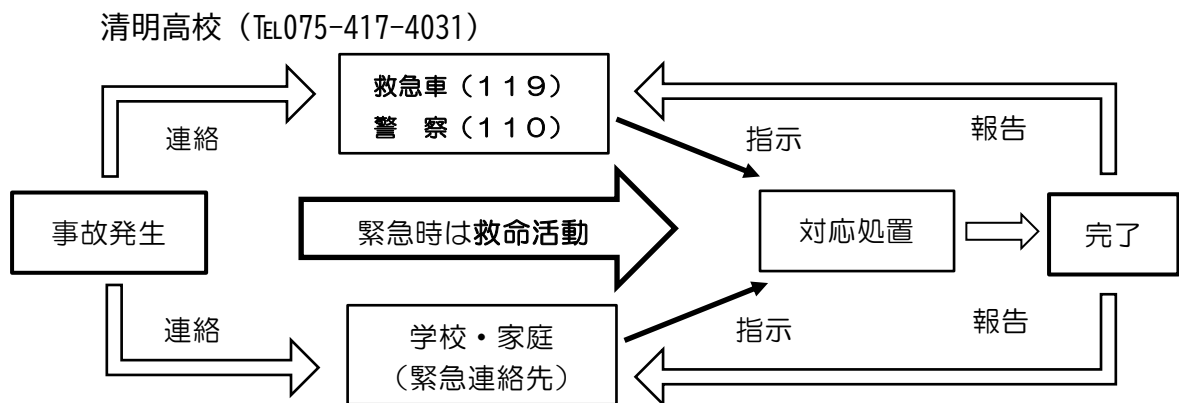 清明高校（℡075-417-4031）
救急車（１１９）
警　察（１１０）
連絡
指示
報告
事故発生
緊急時は救命活動
対応処置
完了
連絡
学校・家庭
（緊急連絡先）
指示
報告